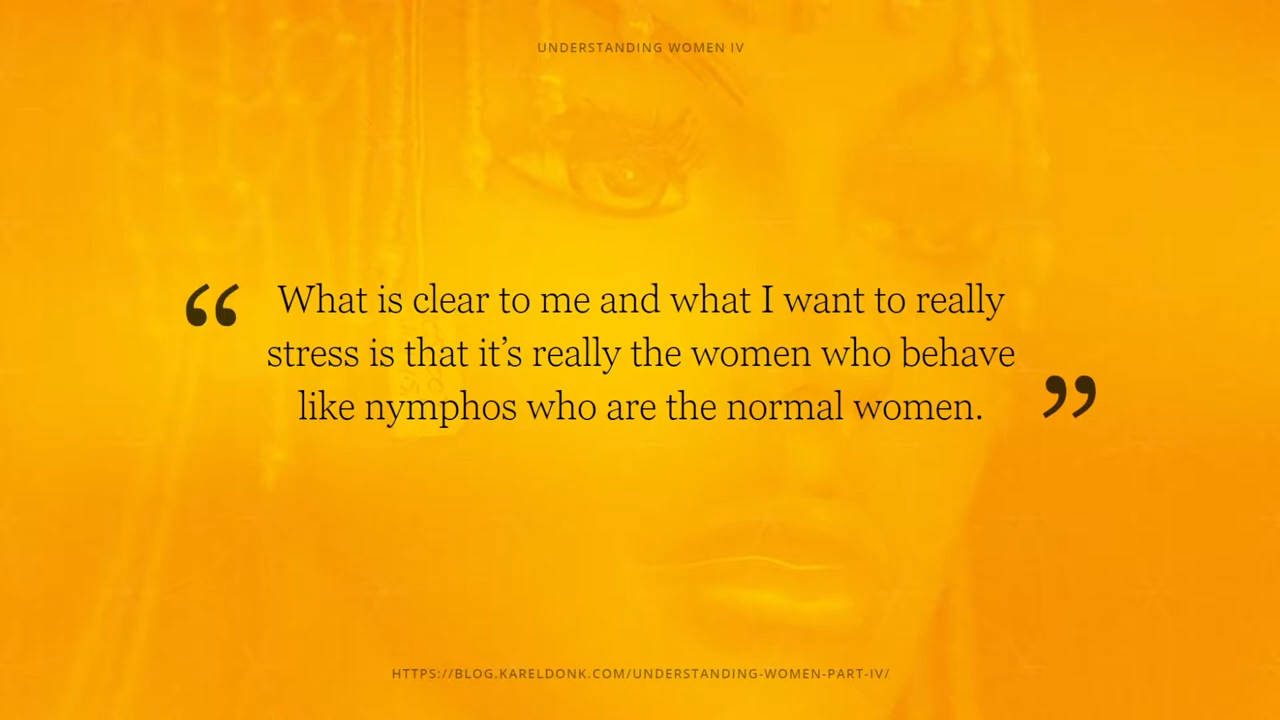 UNDERSTANDING WOMEN IV
“ What is clear to me and what I want to really
stress is that it’s really the women who behave
like nymphos who are the normal women. ”
HTTPS://BLOG.KARELDONK.COM/UNDERSTANDING-WOMEN-PART-IV/